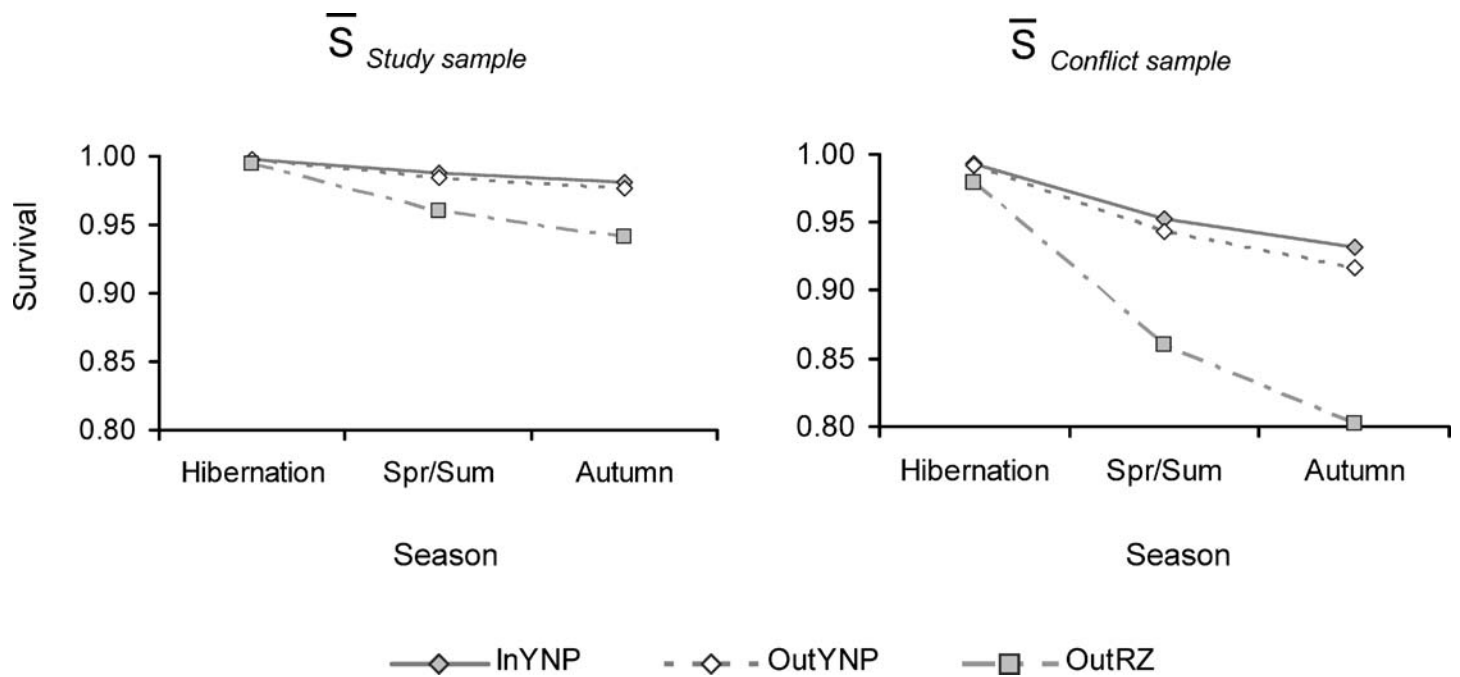 S̅ Study sample
S̅ Conflict sample
Survival
1.00
0.95
0.90
0.85
0.80
Hibernation Spr/Sum Autumn
Season
1.00
0.95
0.90
0.85
0.80
Hibernation Spr/Sum Autumn
Season
InYNP OutYNP OutRZ